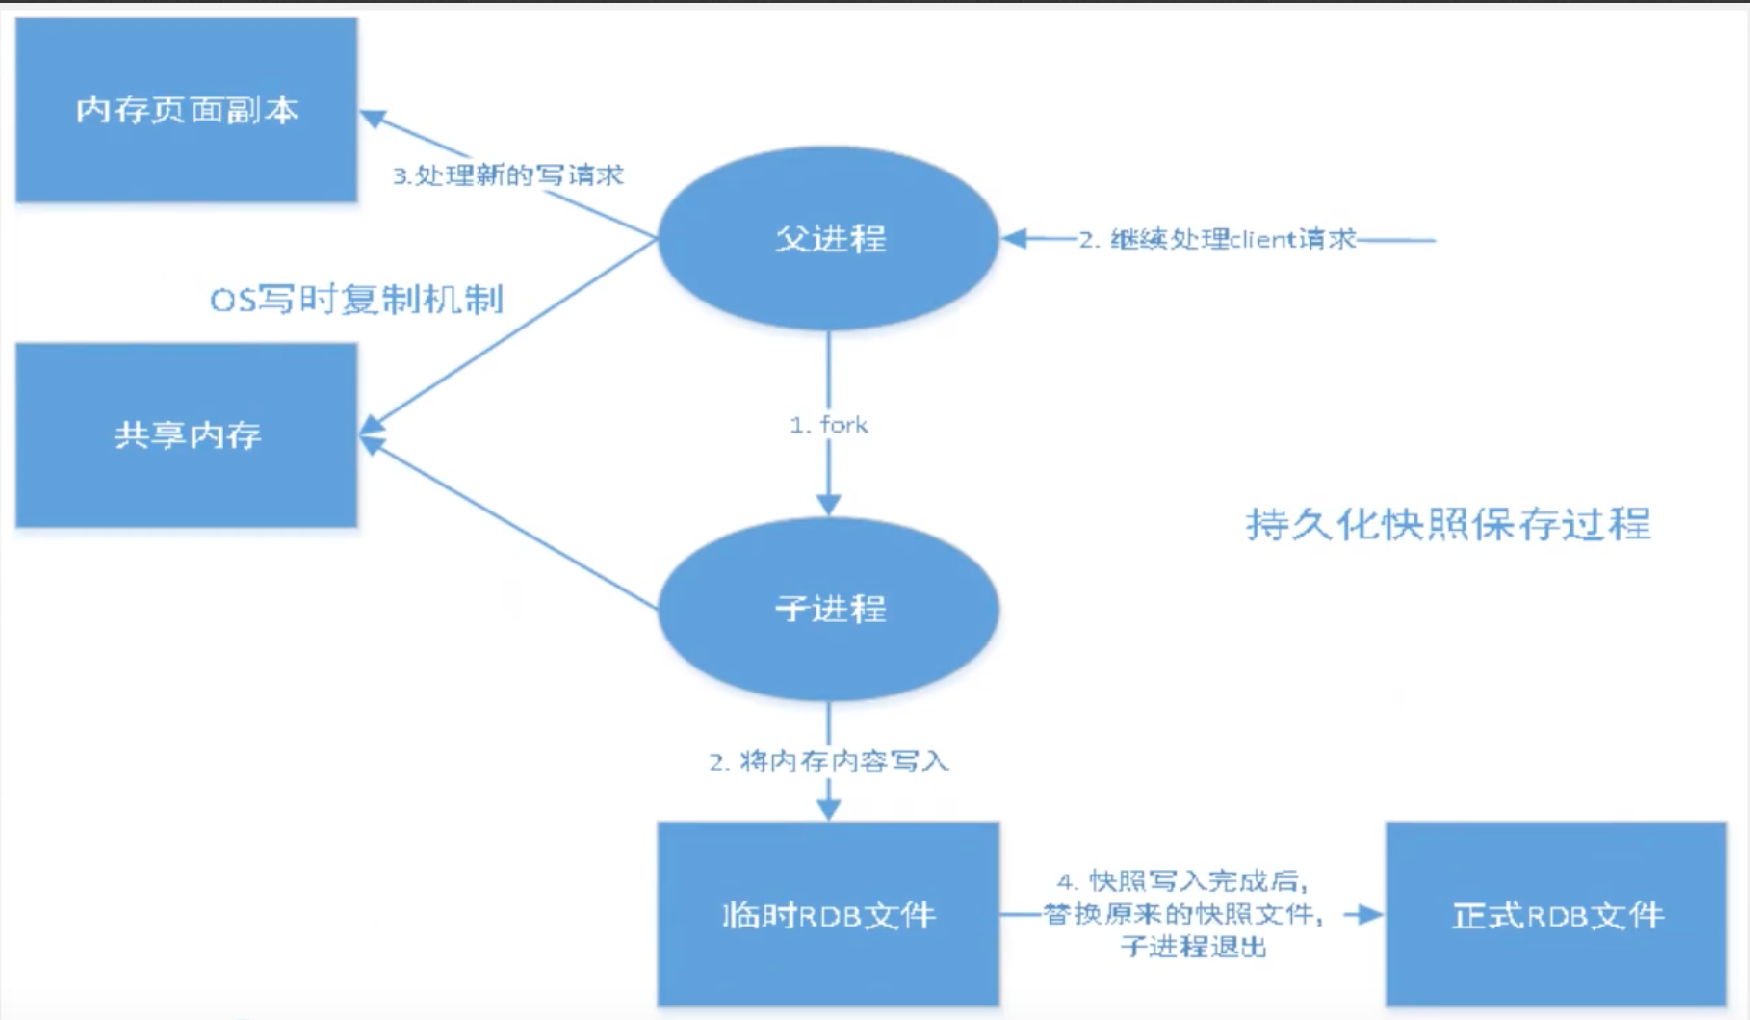 内存页面副本
3.处理新的写请求
父进程
2. 继续处理client请求
OS写时复制机制
共享内存
1. fork
持久化快照保存过程
子进程
2. 将内存内容写入
临时RDB文件
4. 快照写入完成后,
替换原来的快照文件,
子进程退出
正式RDB文件